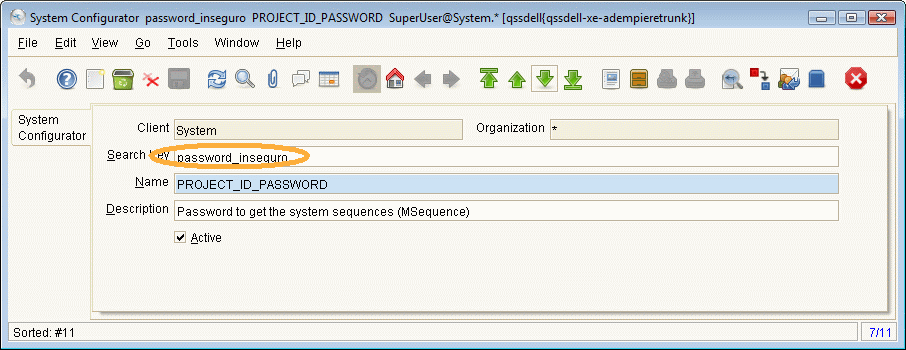 System Configurator password_inseguro PROJECT_ID_PASSWORD SuperUser@System.* [qssdell{qssdell-xe-adempieretrunk}]
File Edit View Go Tools Window Help
System Configurator
Client System Organization *
Search Key password_inseguro
Name PROJECT_ID_PASSWORD
Description Password to get the system sequences (MSequence)
Active
Sorted: #11 7/11